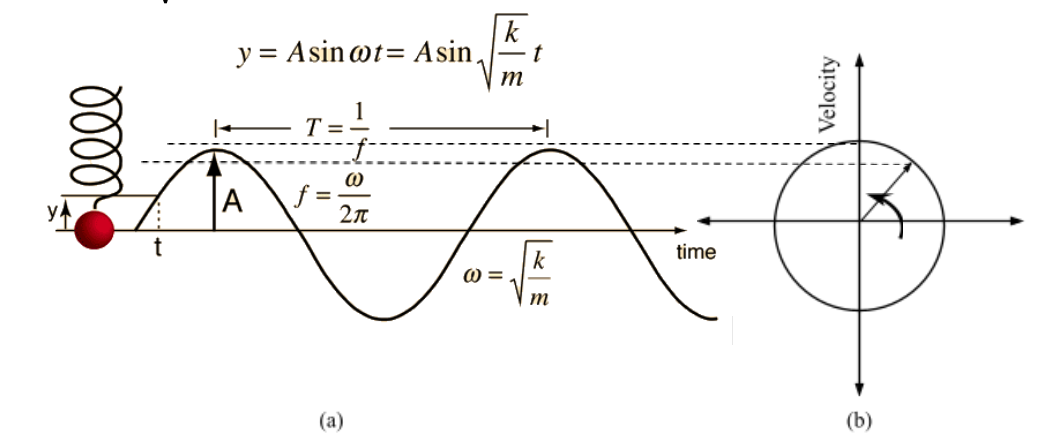 y = A sin ωt = A sin √(k/m) t
T = 1/f
Velocity
f = ω/2π
A
y
t
time
ω = √(k/m)
(a)
(b)